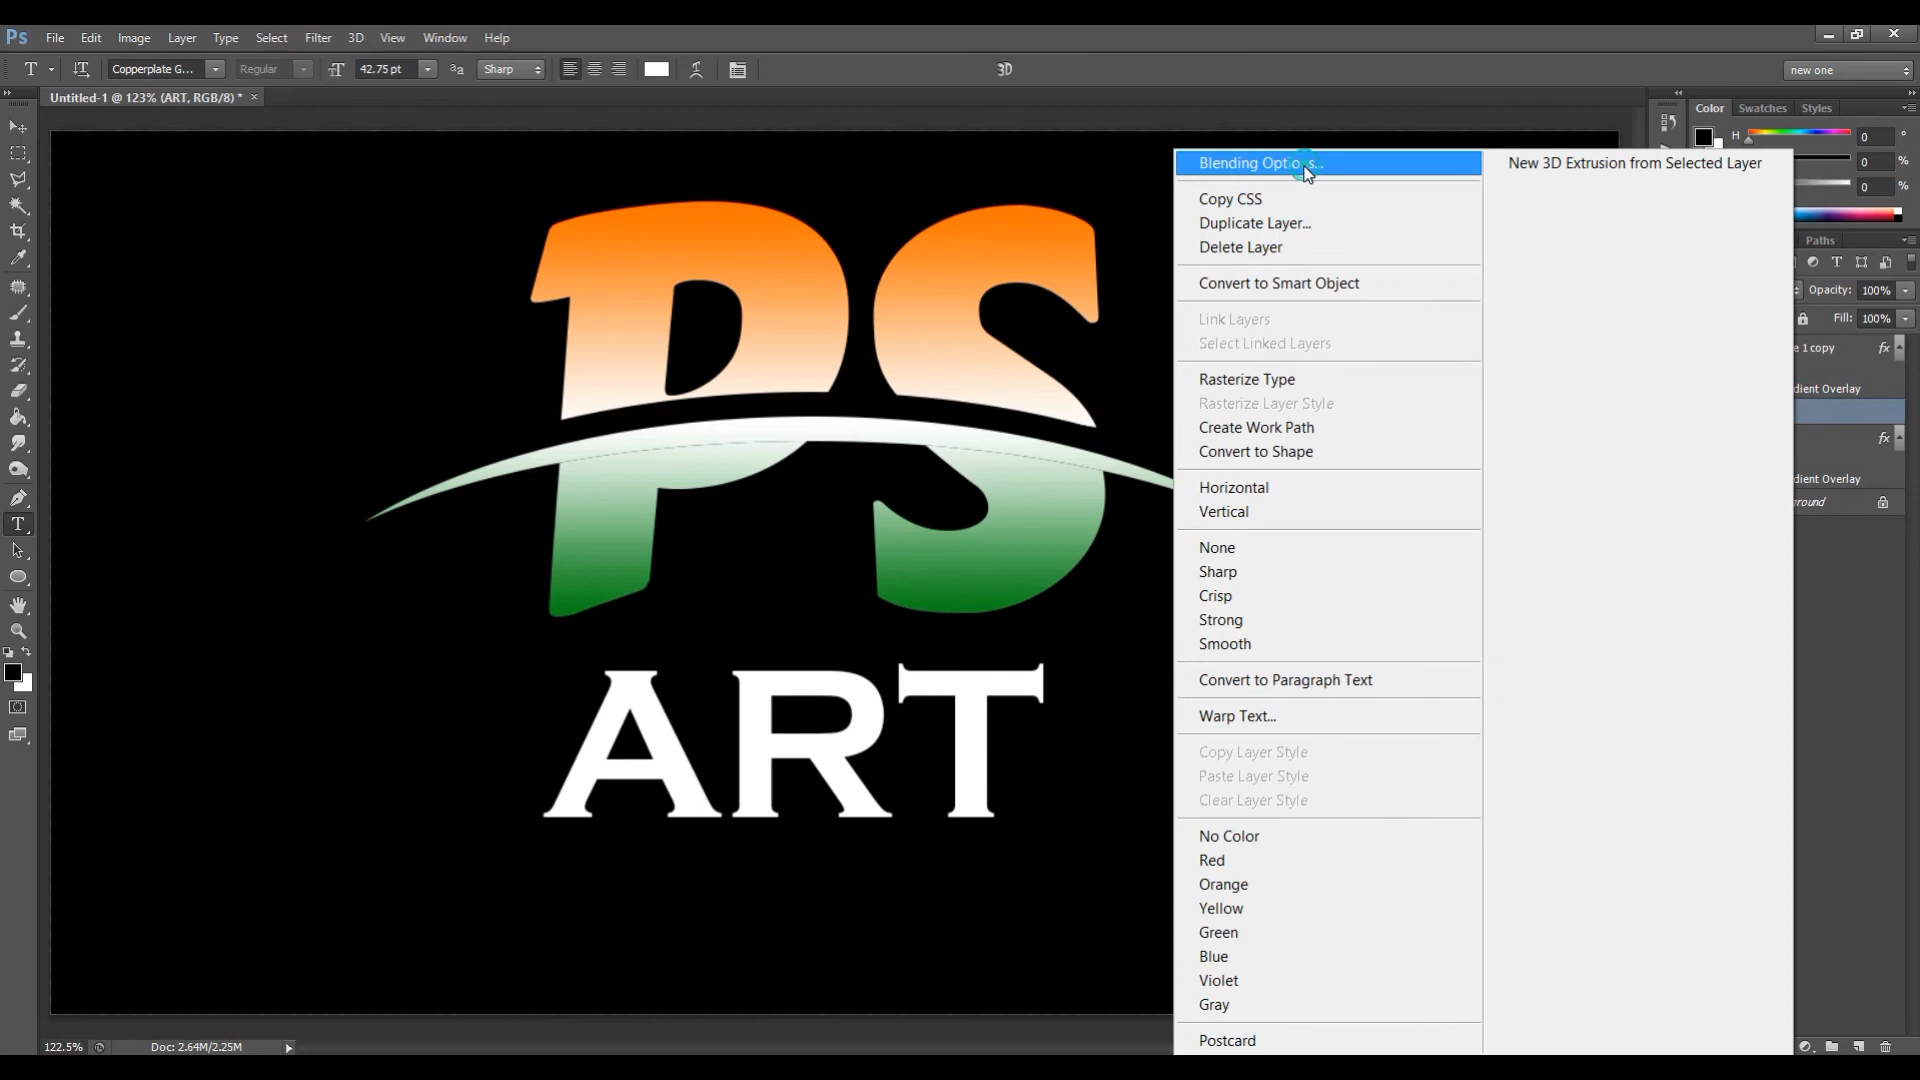 Ps File Edit Image Layer Type Select Filter 3D View Window Help
T Copperplate G... Regular 42.75 pt Sharp 3D new one
Untitled-1 @ 123% (ART, RGB/8) *
Color Swatches Styles
H 0 °
0 %
0 %
Blending Options...
New 3D Extrusion from Selected Layer
Copy CSS
Duplicate Layer...
Delete Layer
Convert to Smart Object
Link Layers
Select Linked Layers
Rasterize Type
Rasterize Layer Style
Create Work Path
Convert to Shape
Horizontal
Vertical
None
Sharp
Crisp
Strong
Smooth
Convert to Paragraph Text
Warp Text...
Copy Layer Style
Paste Layer Style
Clear Layer Style
No Color
Red
Orange
Yellow
Green
Blue
Violet
Gray
Postcard
Paths
Opacity: 100%
Fill: 100%
e 1 copy fx
dient Overlay
fx
dient Overlay
round
PS
ART
122.5% Doc: 2.64M/2.25M